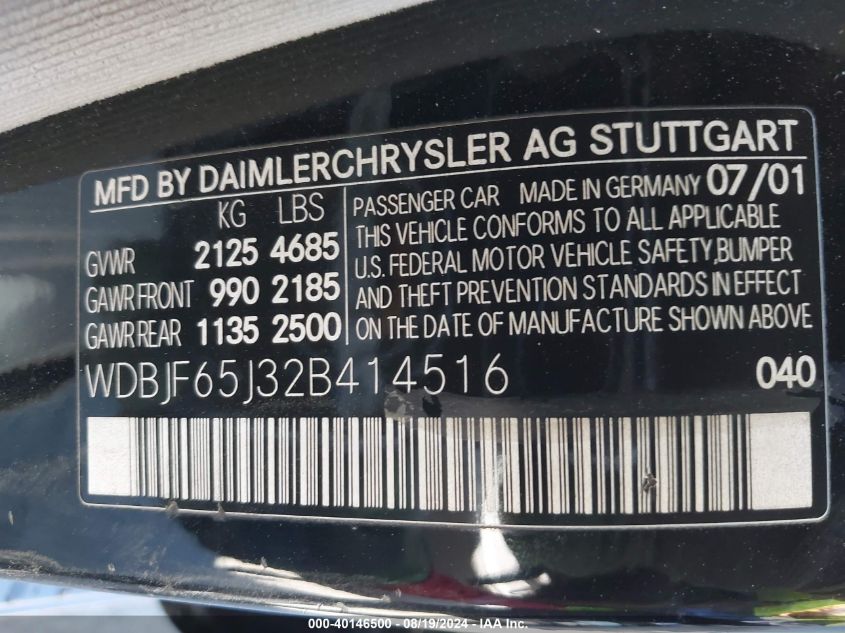 MFD BY DAIMLERCHRYSLER AG STUTTGART
KG LBS
GVWR 2125 4685
GAWR FRONT 990 2185
GAWR REAR 1135 2500
PASSENGER CAR MADE IN GERMANY 07/01
THIS VEHICLE CONFORMS TO ALL APPLICABLE
U.S. FEDERAL MOTOR VEHICLE SAFETY,BUMPER
AND THEFT PREVENTION STANDARDS IN EFFECT
ON THE DATE OF MANUFACTURE SHOWN ABOVE
WDBJF65J32B414516 040
000-40146500 - 08/19/2024 - IAA Inc.